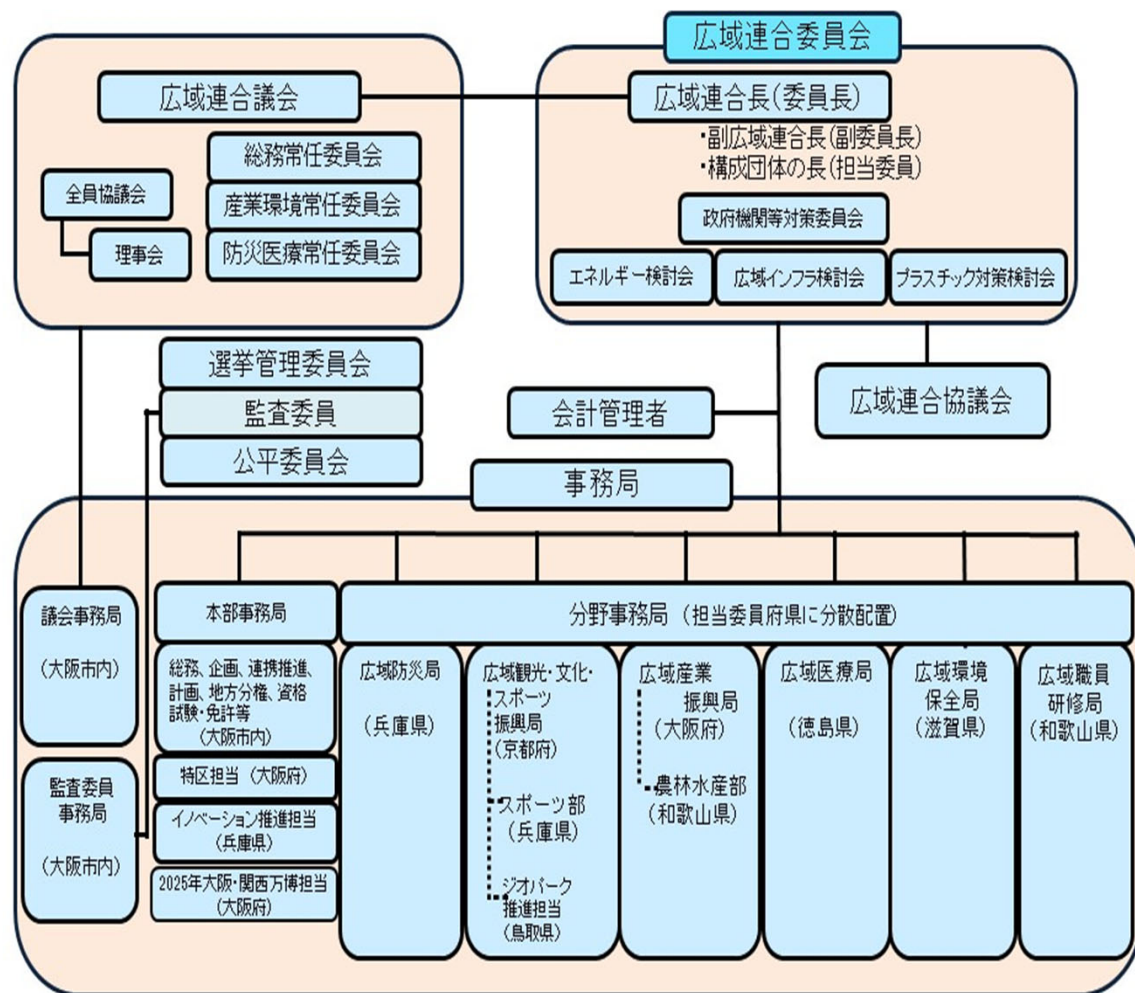 広域連合委員会
広域連合議会
広域連合長(委員長)
・副広域連合長(副委員長)
・構成団体の長(担当委員)
総務常任委員会
全員協議会
産業環境常任委員会
理事会
防災医療常任委員会
政府機関等対策委員会
エネルギー検討会
広域インフラ検討会
プラスチック対策検討会
選挙管理委員会
監査委員
公平委員会
会計管理者
広域連合協議会
事務局
議会事務局
(大阪市内)
監査委員
事務局
(大阪市内)
本部事務局
総務、企画、連携推進、
計画、地方分権、資格
試験・免許等
(大阪市内)
特区担当 (大阪府)
イノベーション推進担当
(兵庫県)
2025年大阪・関西万博担当
(大阪府)
分野事務局 (担当委員府県に分散配置)
広域防災局
(兵庫県)
広域観光・文化・
スポーツ
振興局
(京都府)
スポーツ部
(兵庫県)
ジオパーク
推進担当
(鳥取県)
広域産業
振興局
(大阪府)
農林水産部
(和歌山県)
広域医療局
(徳島県)
広域環境
保全局
(滋賀県)
広域職員
研修局
(和歌山県)